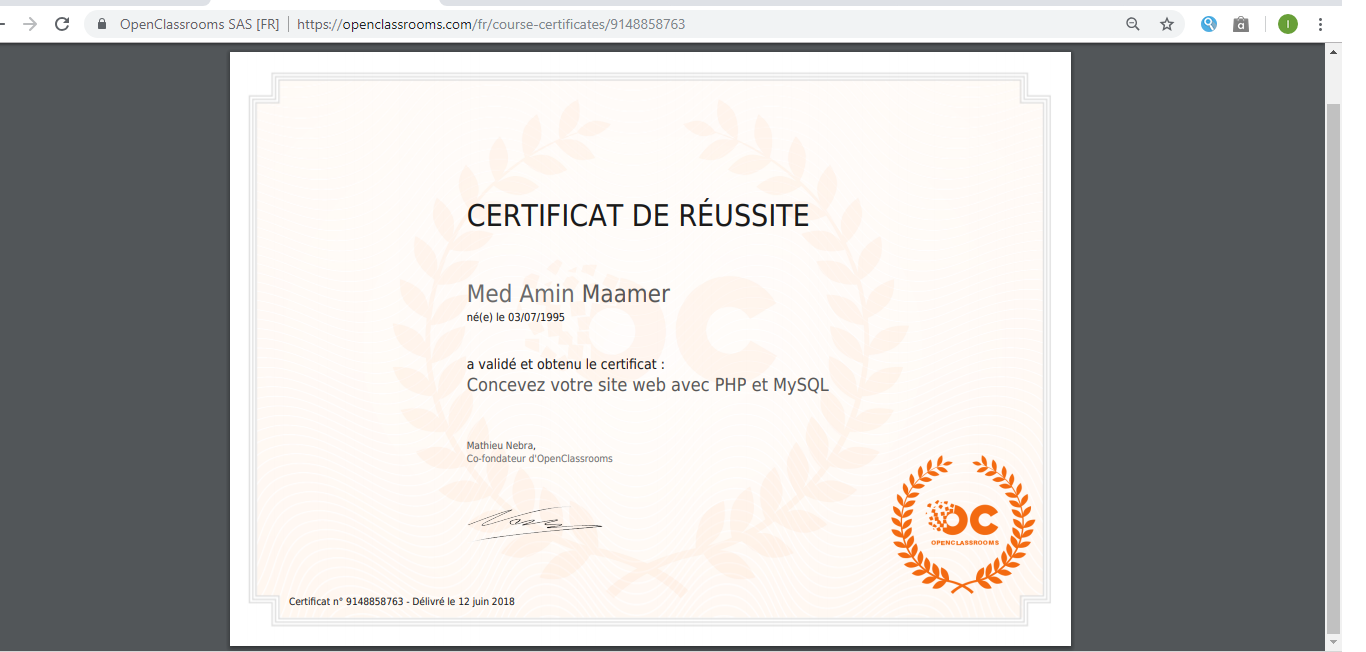 OpenClassrooms SAS [FR] | https://openclassrooms.com/fr/course-certificates/9148858763
CERTIFICAT DE RÉUSSITE
Med Amin Maamer
né(e) le 03/07/1995
a validé et obtenu le certificat :
Concevez votre site web avec PHP et MySQL
Mathieu Nebra,
Co-fondateur d'OpenClassrooms
OC
OPENCLASSROOMS
Certificat n° 9148858763 - Délivré le 12 juin 2018